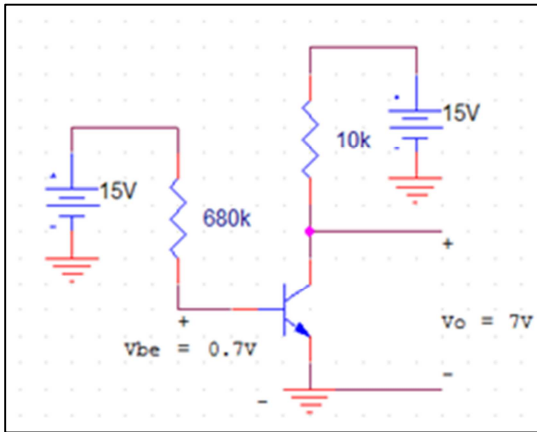 15V
10k
15V
680k
+
+
Vbe = 0.7V
Vo = 7V
-
-